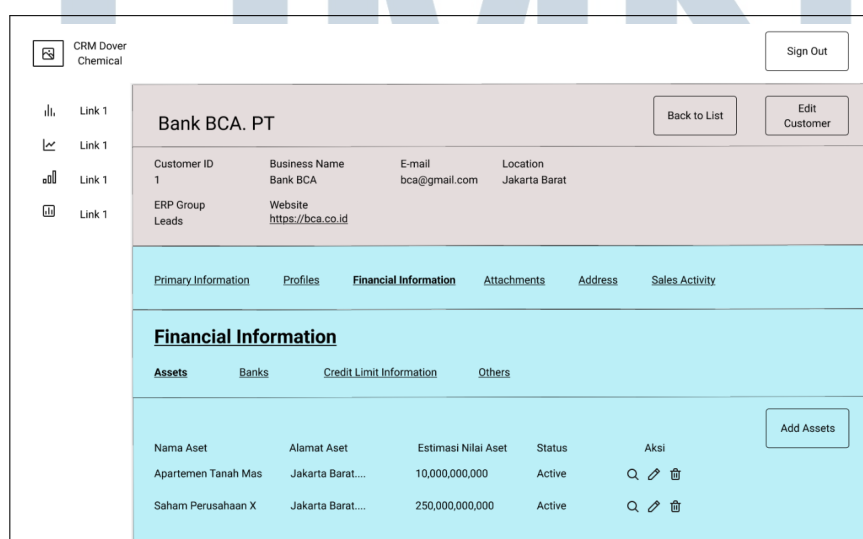 CRM Dover
Chemical
Sign Out
Link 1
Link 1
Link 1
Link 1
Bank BCA. PT
Back to List
Edit
Customer
Customer ID Business Name E-mail Location
1 Bank BCA bca@gmail.com Jakarta Barat
ERP Group Website
Leads https://bca.co.id
Primary Information Profiles Financial Information Attachments Address Sales Activity
Financial Information
Assets Banks Credit Limit Information Others
Add Assets
Nama Aset Alamat Aset Estimasi Nilai Aset Status Aksi
Apartemen Tanah Mas Jakarta Barat.... 10,000,000,000 Active
Saham Perusahaan X Jakarta Barat.... 250,000,000,000 Active